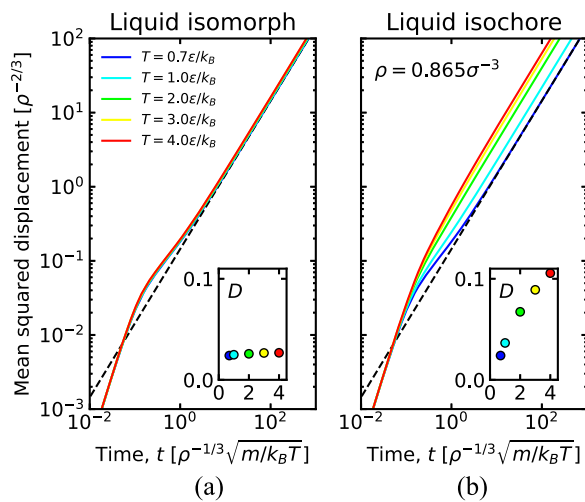 Liquid isomorph
Liquid isochore
Mean squared displacement [ρ^{-2/3}]
10^2
10^1
10^0
10^{-1}
10^{-2}
10^{-3}
T = 0.7ε/k_B
T = 1.0ε/k_B
T = 2.0ε/k_B
T = 3.0ε/k_B
T = 4.0ε/k_B
ρ = 0.865σ^{-3}
0.1
D
0.0
0 2 4
0.1
D
0.0
0 2 4
10^{-2} 10^0 10^2
10^{-2} 10^0 10^2
Time, t [ρ^{-1/3}√m/k_BT]
Time, t [ρ^{-1/3}√m/k_BT]
(a)
(b)